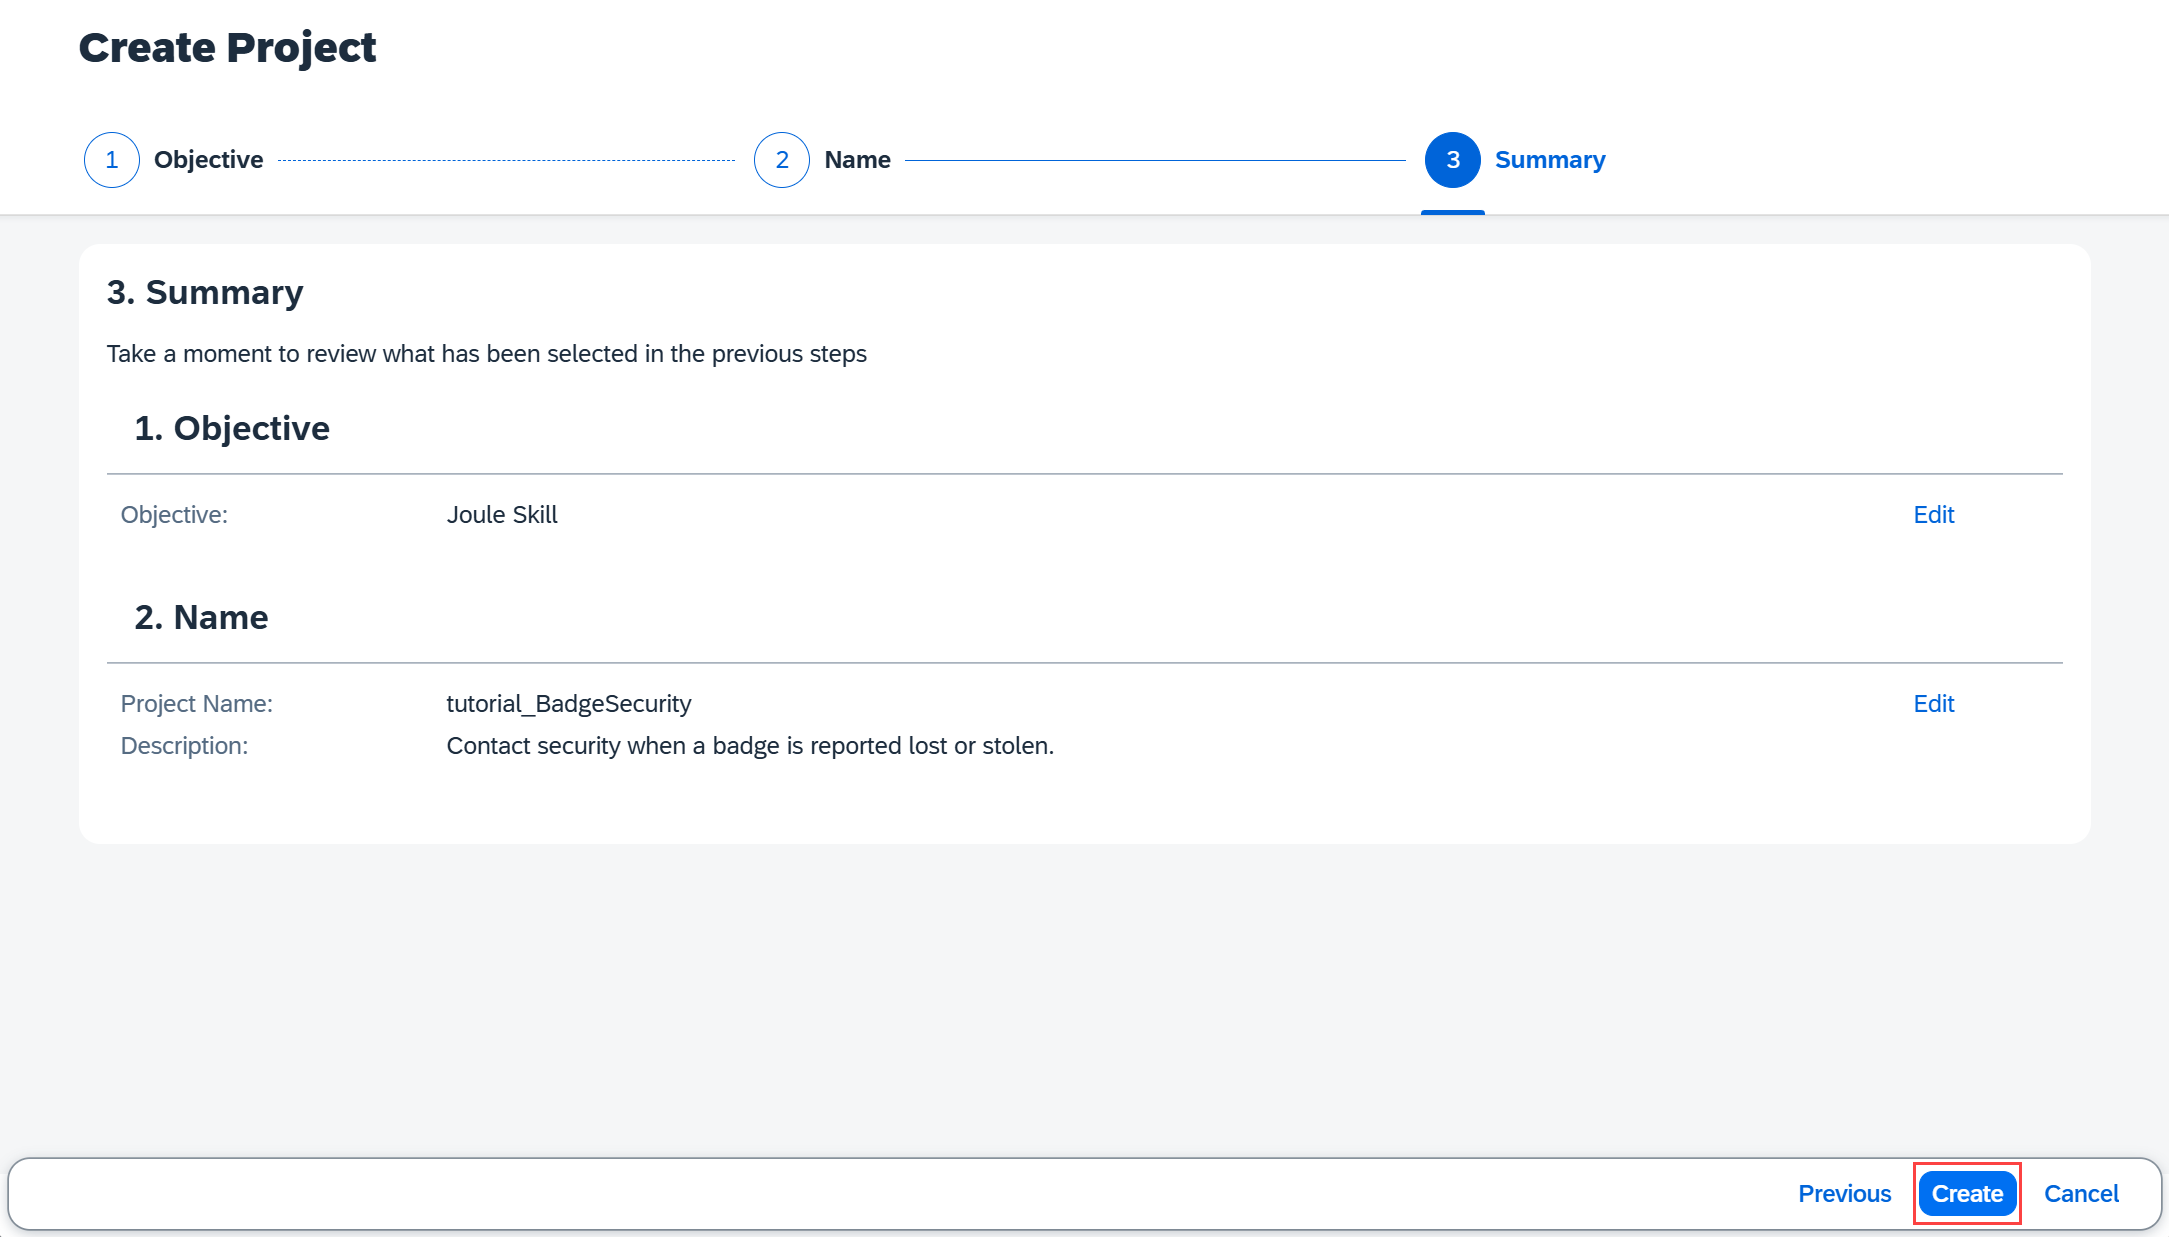 Create Project
1 Objective 2 Name 3 Summary
3. Summary
Take a moment to review what has been selected in the previous steps
1. Objective
Objective: Joule Skill Edit
2. Name
Project Name: tutorial_BadgeSecurity Edit
Description: Contact security when a badge is reported lost or stolen.
Previous Create Cancel